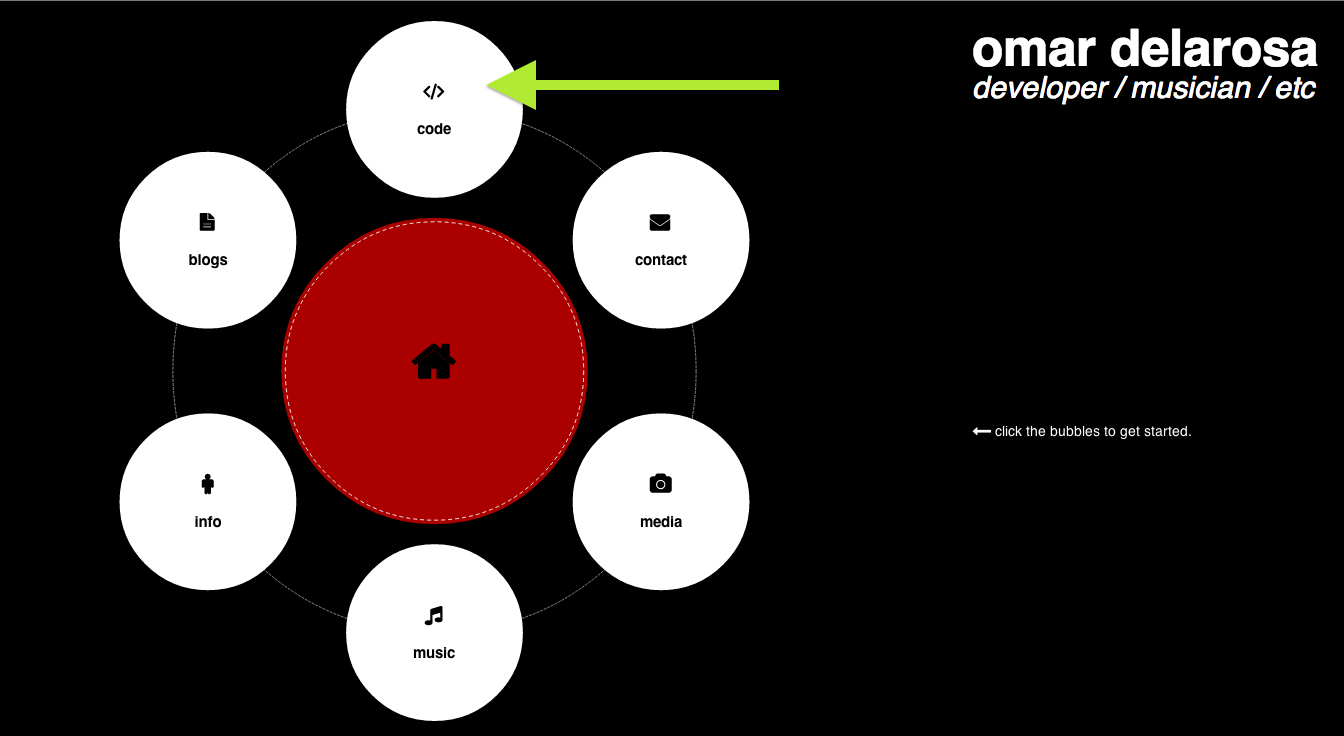 omar delarosa
developer / musician / etc
code
blogs
contact
info
media
music
click the bubbles to get started.